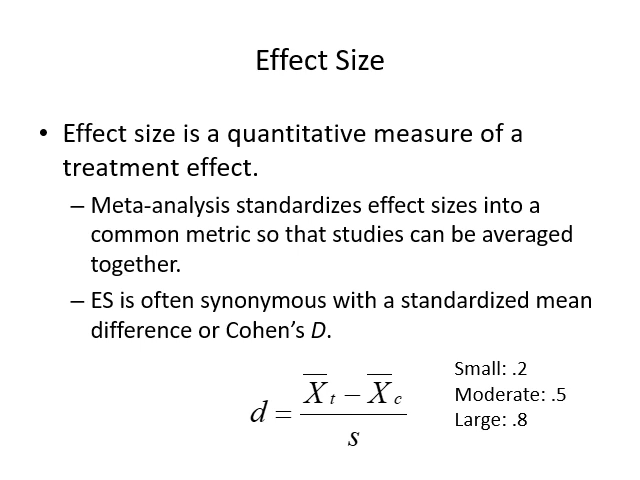 Effect Size
• Effect size is a quantitative measure of a
treatment effect.
– Meta-analysis standardizes effect sizes into a
common metric so that studies can be averaged
together.
– ES is often synonymous with a standardized mean
difference or Cohen’s D.
d = (X̅t – X̅c) / s
Small: .2
Moderate: .5
Large: .8